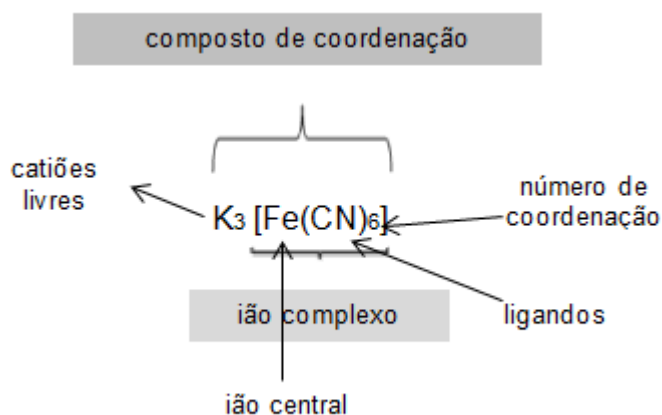 composto de coordenação
catiões
livres
K3 [Fe(CN)6]
número de
coordenação
ião complexo
ligandos
ião central